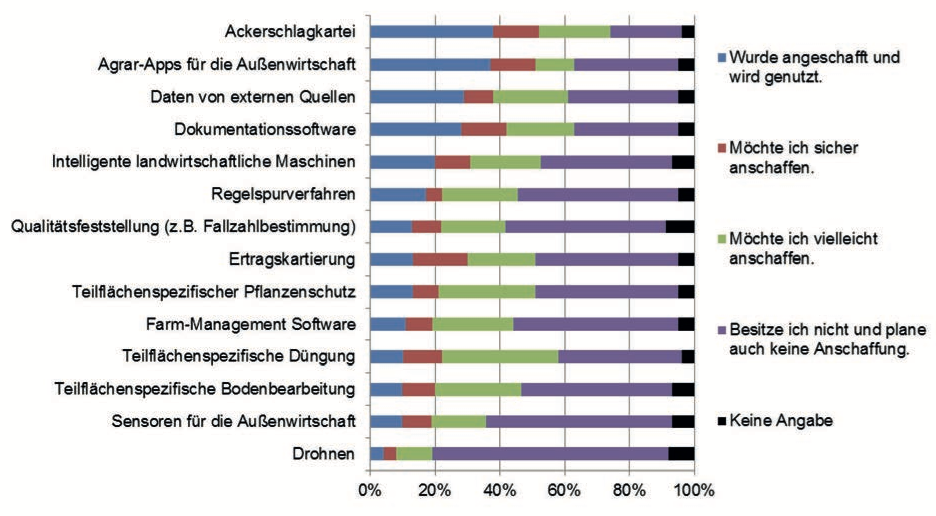 Ackerschlagkartei
Agrar-Apps für die Außenwirtschaft
Daten von externen Quellen
Dokumentationssoftware
Intelligente landwirtschaftliche Maschinen
Regelspurverfahren
Qualitätsfeststellung (z.B. Fallzahlbestimmung)
Ertragskartierung
Teilflächenspezifischer Pflanzenschutz
Farm-Management Software
Teilflächenspezifische Düngung
Teilflächenspezifische Bodenbearbeitung
Sensoren für die Außenwirtschaft
Drohnen
0% 20% 40% 60% 80% 100%
Wurde angeschafft und
wird genutzt.
Möchte ich sicher
anschaffen.
Möchte ich vielleicht
anschaffen.
Besitze ich nicht und plane
auch keine Anschaffung.
Keine Angabe